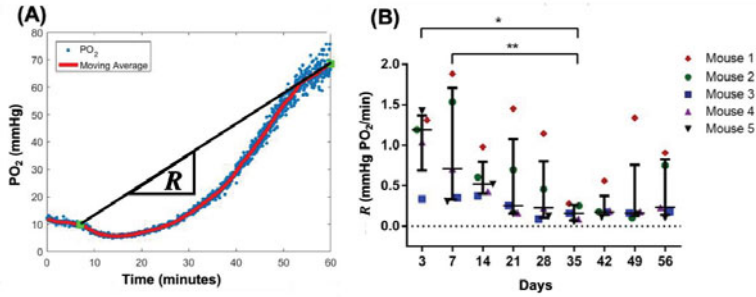 (A)
80
70
60
50
40
30
20
10
0
PO2 (mmHg)
PO2
Moving Average
R
0 10 20 30 40 50 60
Time (minutes)
(B)
*
**
2.0
1.5
1.0
0.5
0.0
R (mmHg PO2/min)
3 7 14 21 28 35 42 49 56
Days
Mouse 1
Mouse 2
Mouse 3
Mouse 4
Mouse 5